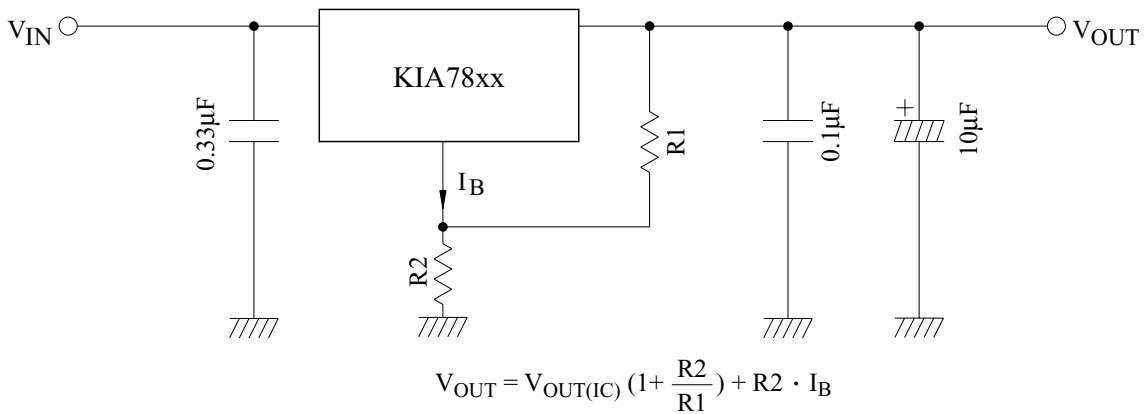 VIN
KIA78xx
VOUT
0.33μF
IB
R1
0.1μF
+
10μF
R2
VOUT = VOUT(IC) (1+ R2/R1) + R2 · IB